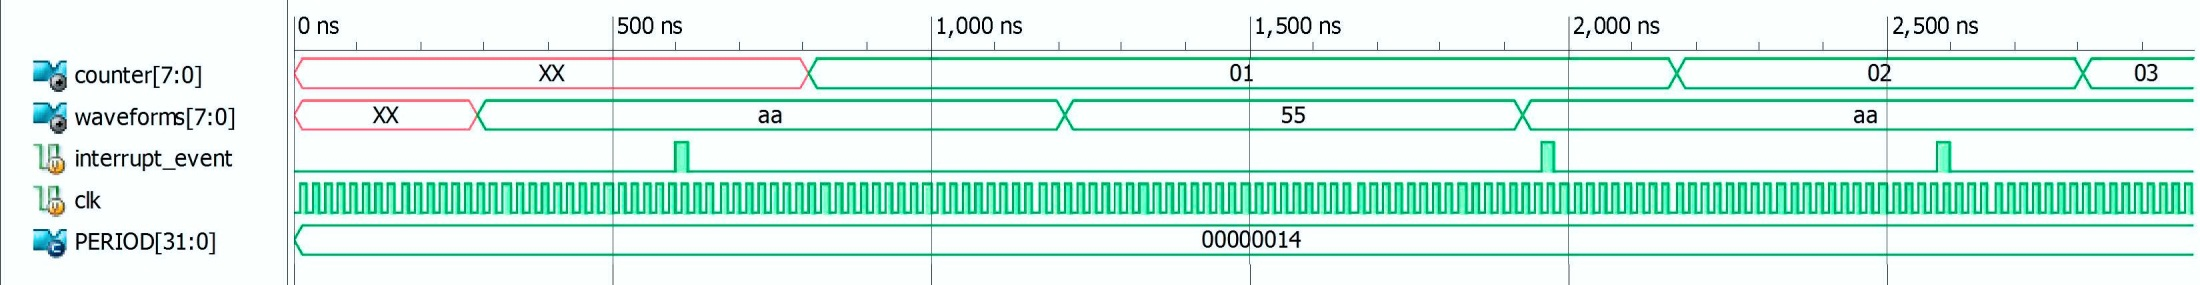 0 ns 500 ns 1,000 ns 1,500 ns 2,000 ns 2,500 ns
counter[7:0] XX 01 02 03
waveforms[7:0] XX aa 55 aa
interrupt_event
clk
PERIOD[31:0] 00000014